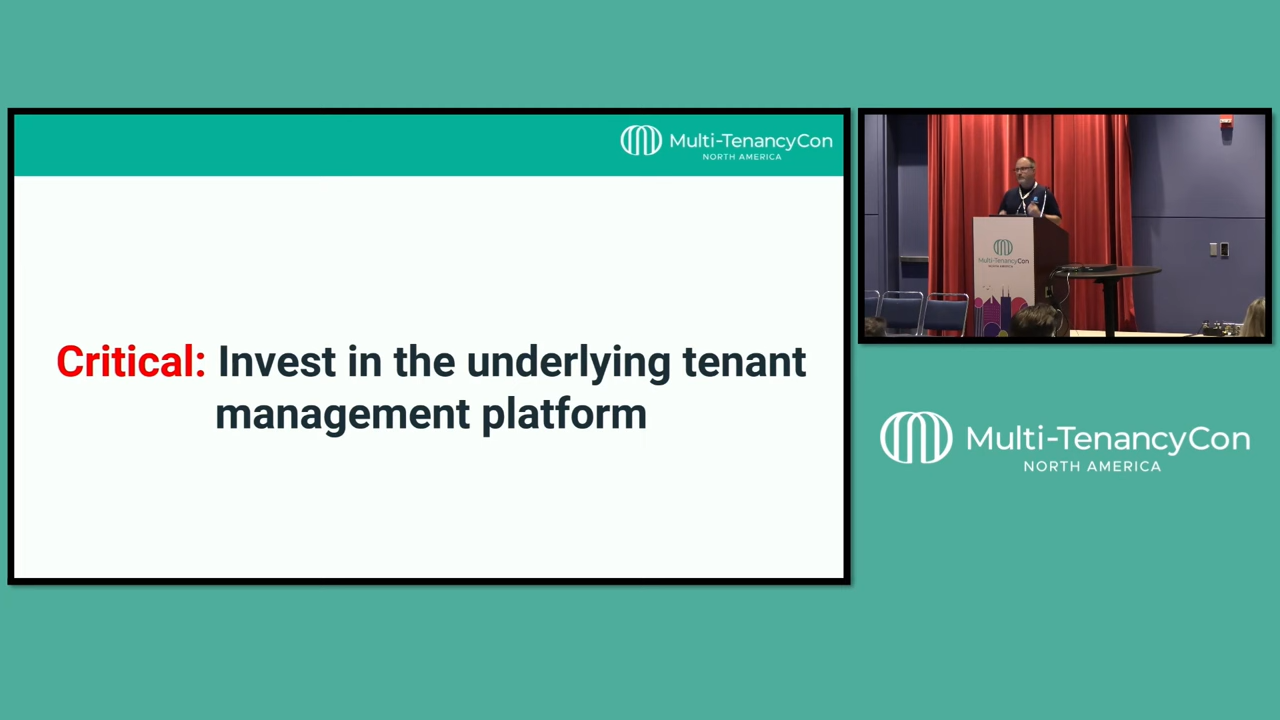 Multi-TenancyCon
NORTH AMERICA
Critical: Invest in the underlying tenant
management platform
Multi-TenancyCon
NORTH AMERICA
Multi-TenancyCon
NORTH AMERICA